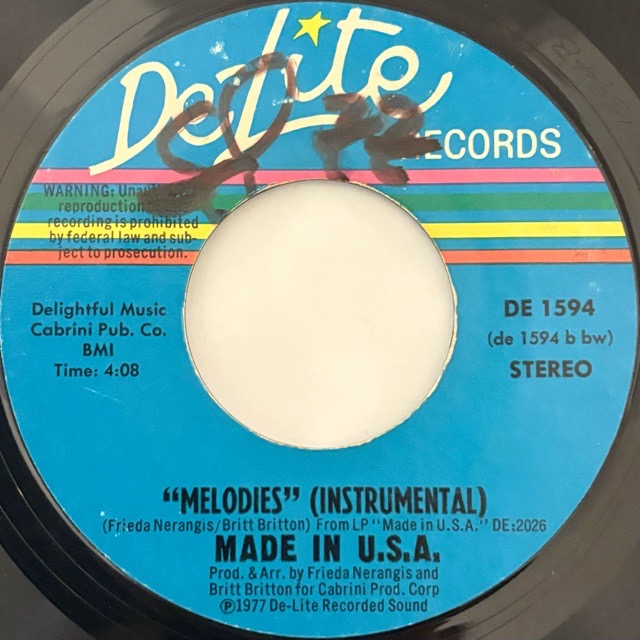 De-Lite
RECORDS
WARNING:
reproduction
recording is prohibited
by federal law and sub-
ject to prosecution.
Delightful Music
Cabrini Pub. Co.
BMI
Time: 4:08
DE 1594
(de 1594 b bw)
STEREO
"MELODIES" (INSTRUMENTAL)
(Frieda Nerangis/Britt Britton) From LP "Made in U.S.A." DE:2026
MADE IN U.S.A.
Prod. & Arr. by Frieda Nerangis and
Britt Britton for Cabrini Prod. Corp
℗1977 De-Lite Recorded Sound